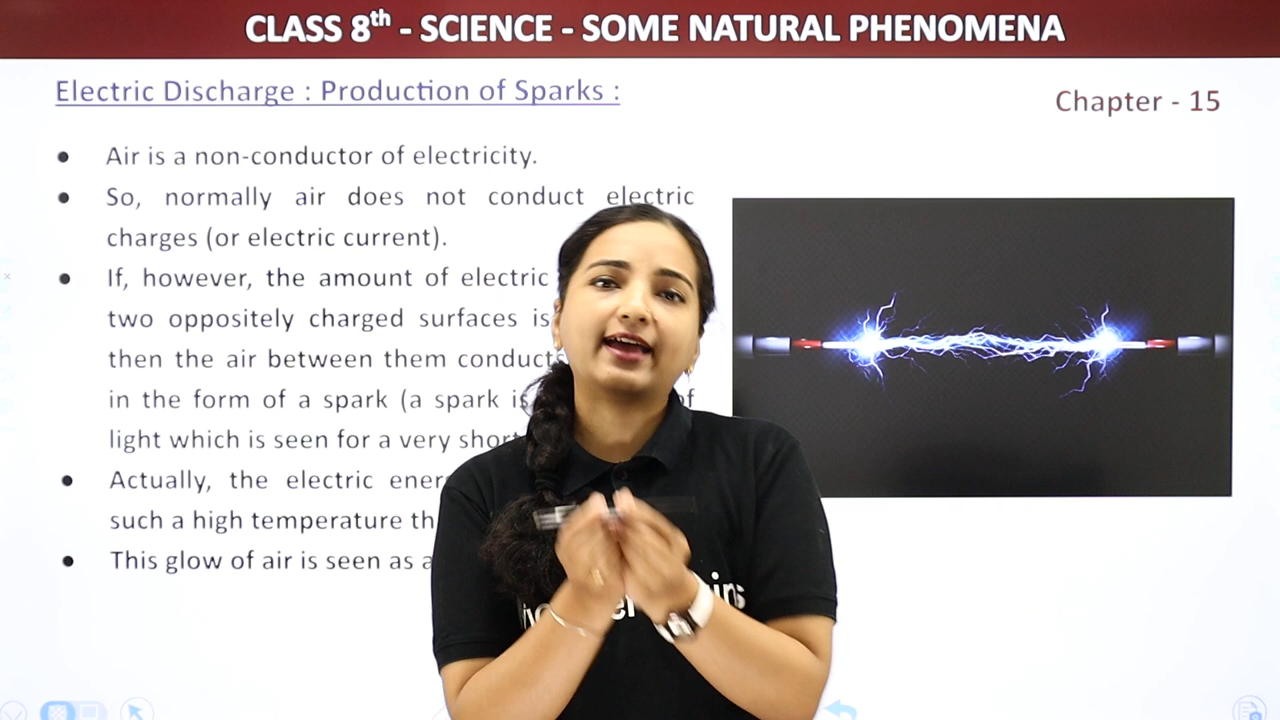 CLASS 8th - SCIENCE - SOME NATURAL PHENOMENA
Electric Discharge : Production of Sparks :
Chapter - 15
● Air is a non-conductor of electricity.
● So, normally air does not conduct electric
charges (or electric current).
● If, however, the amount of electric
two oppositely charged surfaces is
then the air between them conducts
in the form of a spark (a spark is of
light which is seen for a very short
● Actually, the electric
such a high temperature
● This glow of air is seen as a